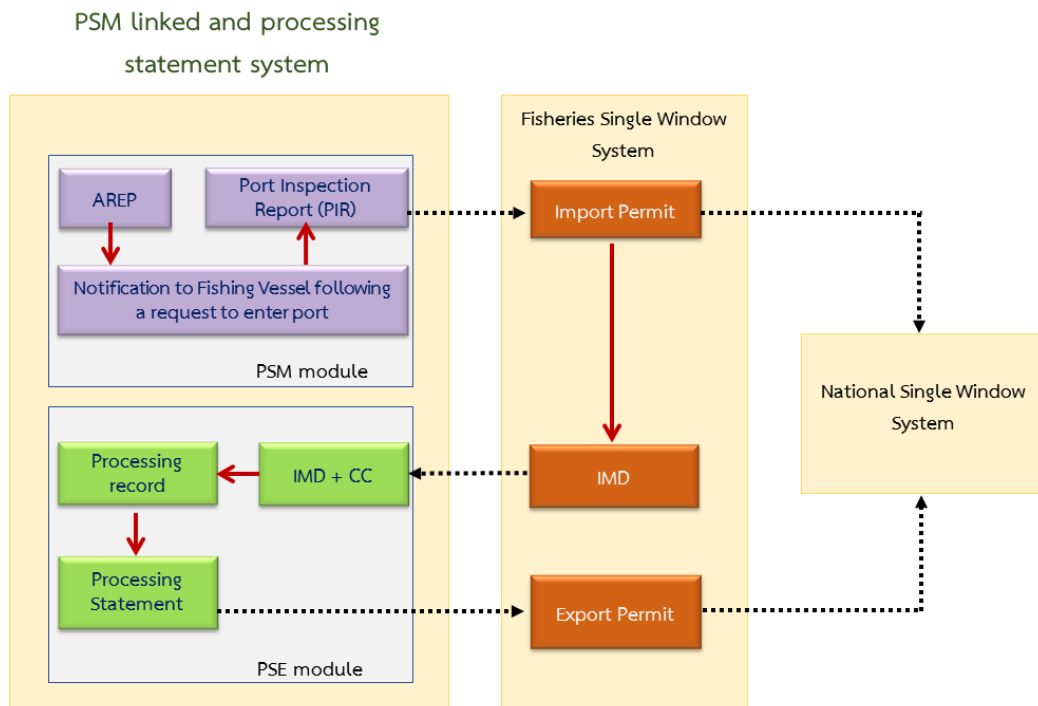 PSM linked and processing
statement system
AREP
Port Inspection
Report (PIR)
Notification to Fishing Vessel following
a request to enter port
PSM module
Processing
record
IMD + CC
Processing
Statement
PSE module
Fisheries Single Window
System
Import Permit
IMD
Export Permit
National Single Window
System